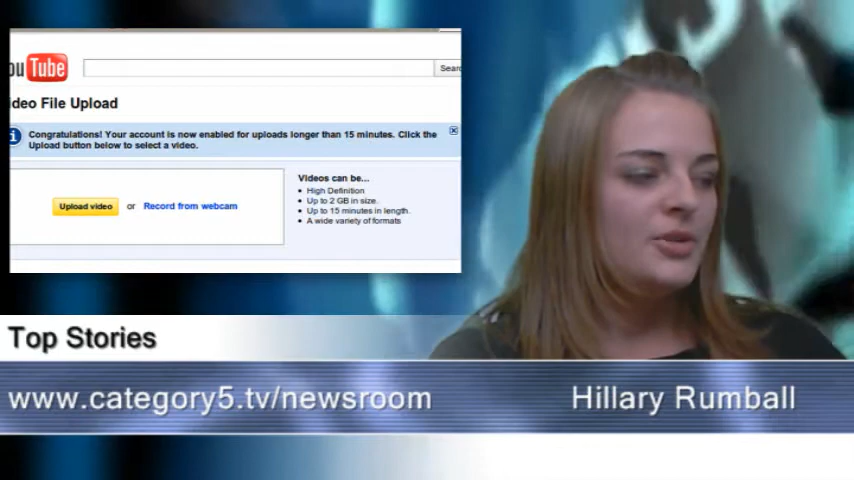 ouTube
Sear
ideo File Upload
i
Congratulations! Your account is now enabled for uploads longer than 15 minutes. Click the
Upload button below to select a video.
x
Upload video or Record from webcam
Videos can be...
• High Definition
• Up to 2 GB in size.
• Up to 15 minutes in length.
• A wide variety of formats
Top Stories
www.category5.tv/newsroom
Hillary Rumball